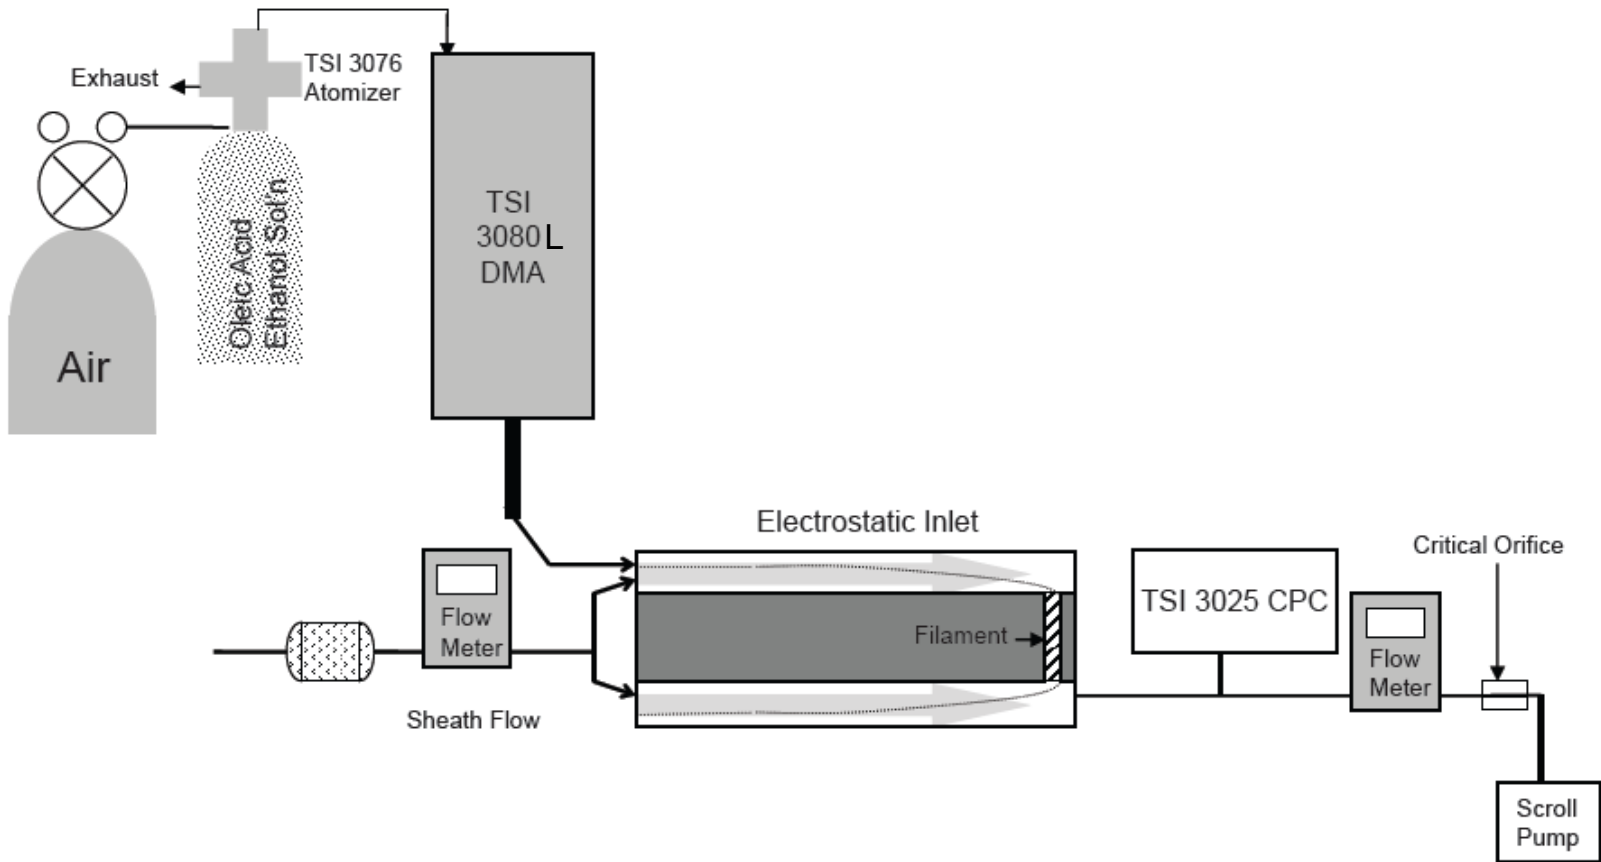 Exhaust
TSI 3076
Atomizer
Oleic Acid
Ethanol Sol'n
Air
TSI
3080 L
DMA
Electrostatic Inlet
Flow
Meter
Sheath Flow
Filament
TSI 3025 CPC
Flow
Meter
Critical Orifice
Scroll
Pump